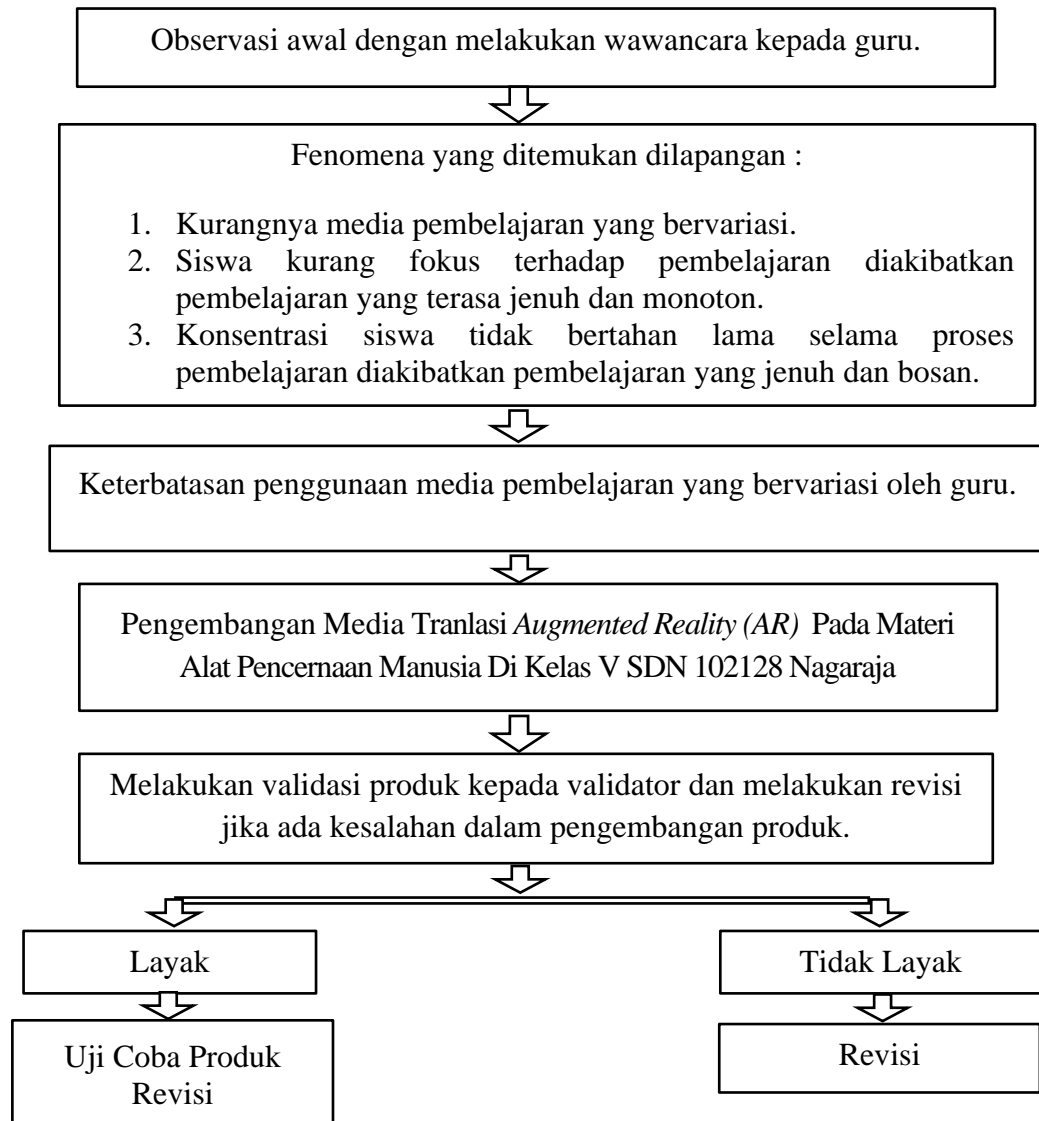 Observasi awal dengan melakukan wawancara kepada guru.
Fenomena yang ditemukan dilapangan :
1. Kurangnya media pembelajaran yang bervariasi.
2. Siswa kurang fokus terhadap pembelajaran diakibatkan
pembelajaran yang terasa jenuh dan monoton.
3. Konsentrasi siswa tidak bertahan lama selama proses
pembelajaran diakibatkan pembelajaran yang jenuh dan bosan.
Keterbatasan penggunaan media pembelajaran yang bervariasi oleh guru.
Pengembangan Media Tranlasi Augmented Reality (AR) Pada Materi
Alat Pencernaan Manusia Di Kelas V SDN 102128 Nagaraja
Melakukan validasi produk kepada validator dan melakukan revisi
jika ada kesalahan dalam pengembangan produk.
Layak
Tidak Layak
Uji Coba Produk
Revisi
Revisi